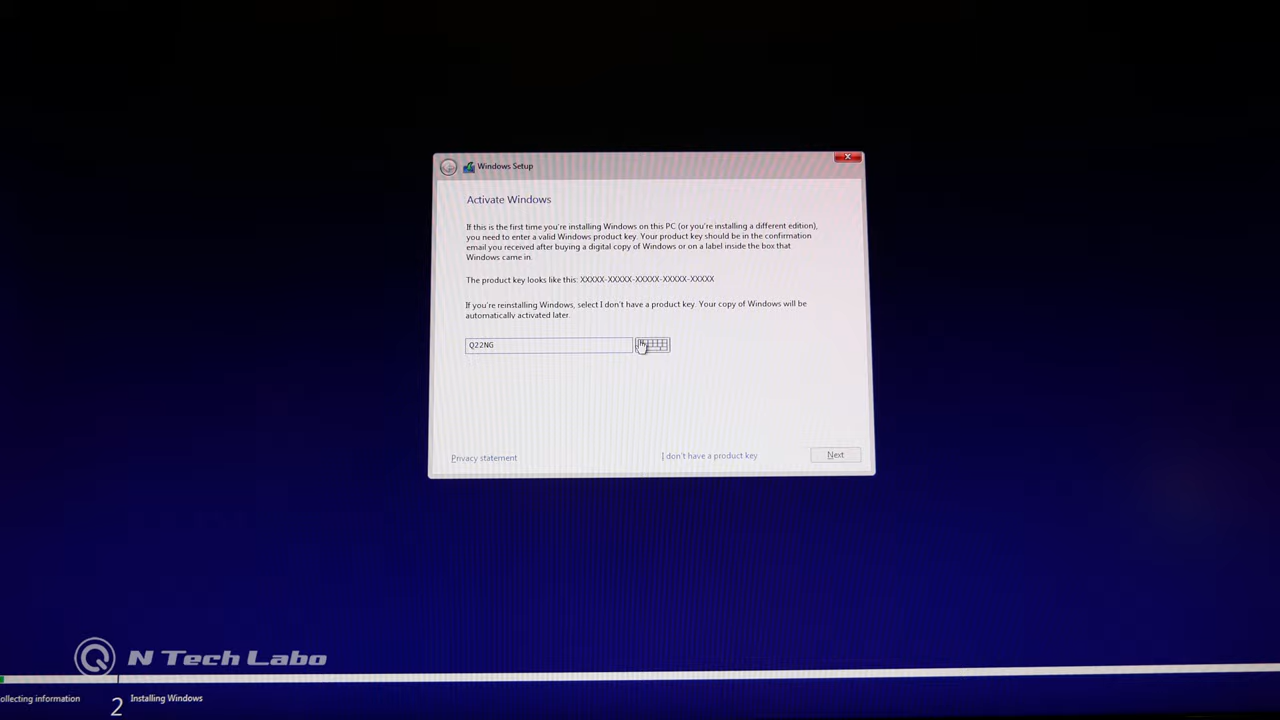 Windows Setup
Activate Windows
If this is the first time you're installing Windows on this PC (or you're installing a different edition),
you need to enter a valid Windows product key. Your product key should be in the confirmation
email you received after buying a digital copy of Windows or on a label inside the box that
Windows came in.
The product key looks like this: XXXXX-XXXXX-XXXXX-XXXXX-XXXXX
If you're reinstalling Windows, select I don't have a product key. Your copy of Windows will be
automatically activated later.
Q22NG
Privacy statement
I don't have a product key
Next
N Tech Labo
ollecting information
2
Installing Windows